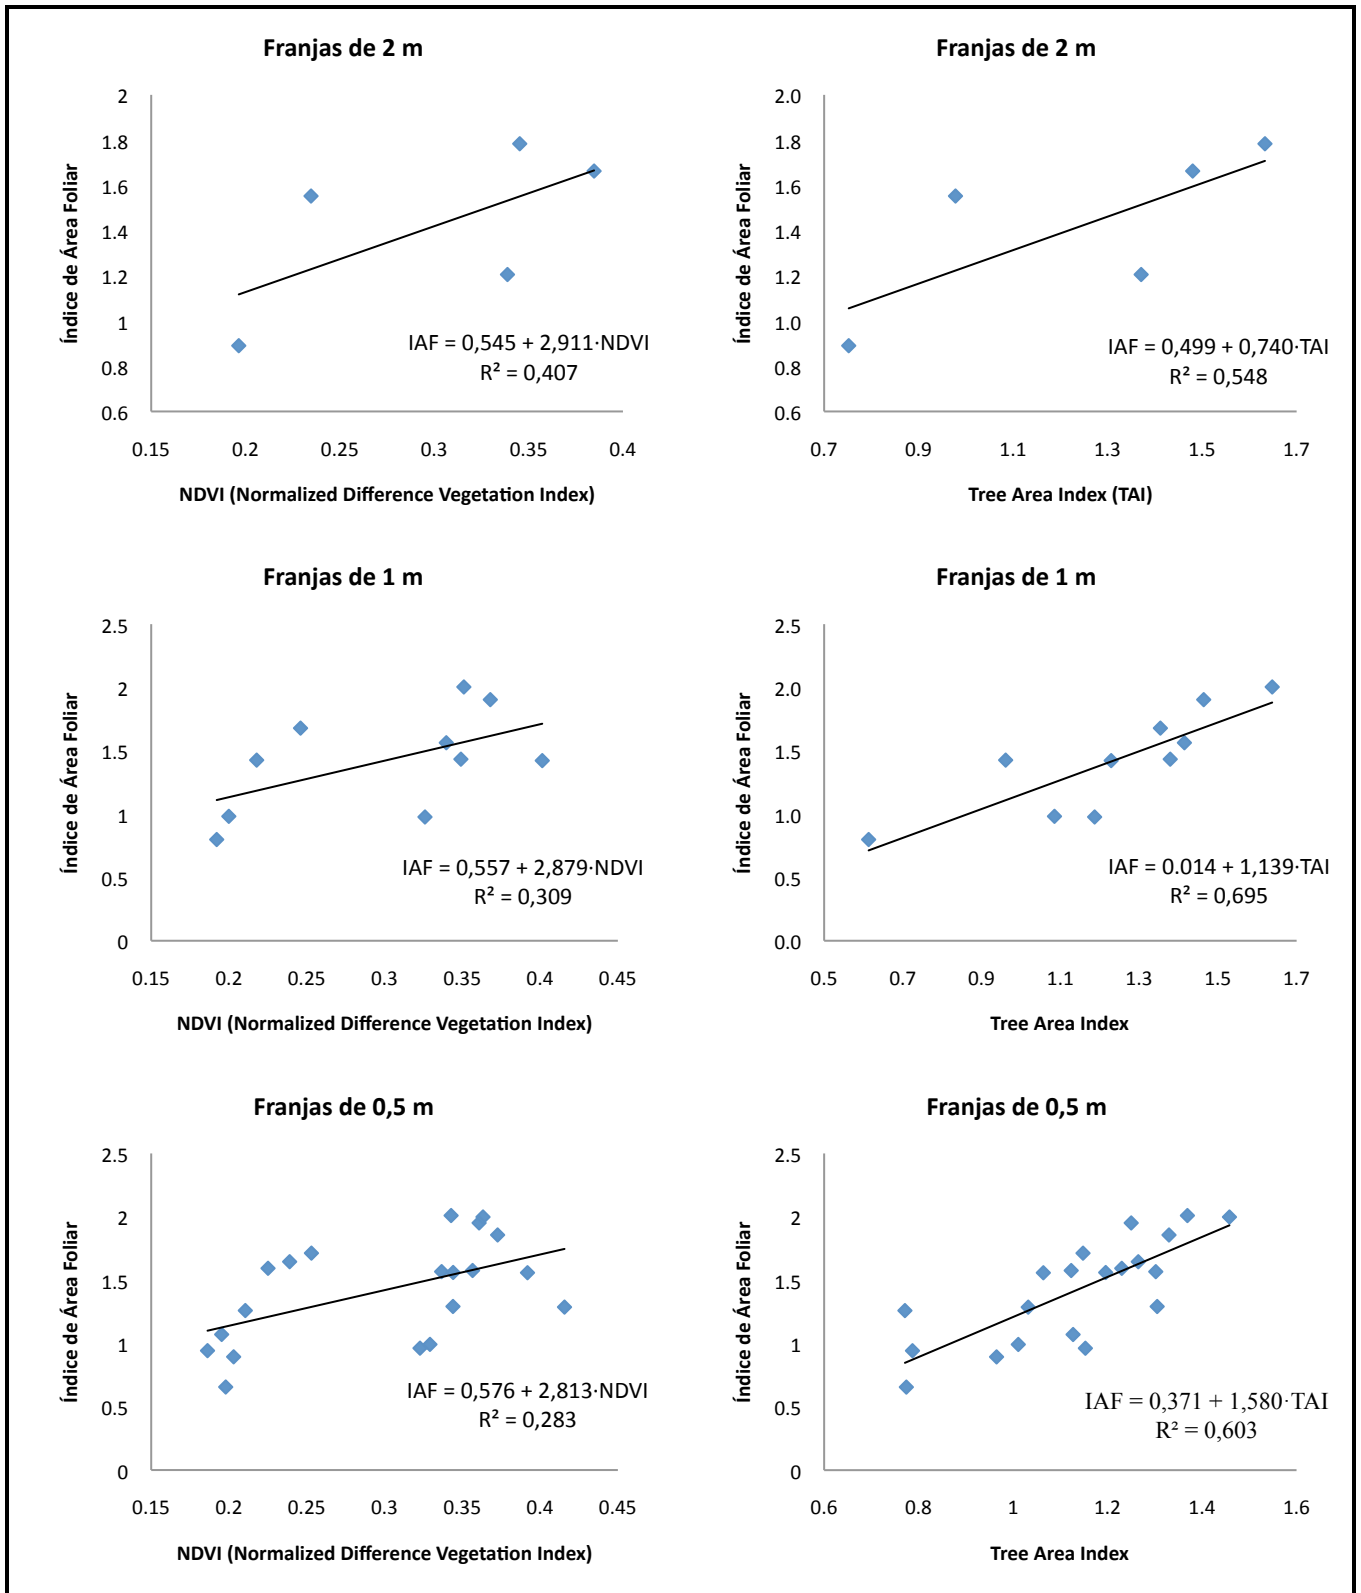 Franjas de 2 m
Índice de Área Foliar
2
1.8
1.6
1.4
1.2
1
0.8
0.6
0.15 0.2 0.25 0.3 0.35 0.4
IAF = 0,545 + 2,911·NDVI
R² = 0,407
NDVI (Normalized Difference Vegetation Index)
Franjas de 2 m
Índice de Área Foliar
2.0
1.8
1.6
1.4
1.2
1.0
0.8
0.6
0.7 0.9 1.1 1.3 1.5 1.7
IAF = 0,499 + 0,740·TAI
R² = 0,548
Tree Area Index (TAI)
Franjas de 1 m
Índice de Área Foliar
2.5
2
1.5
1
0.5
0
0.15 0.2 0.25 0.3 0.35 0.4 0.45
IAF = 0,557 + 2,879·NDVI
R² = 0,309
NDVI (Normalized Difference Vegetation Index)
Franjas de 1 m
Índice de Área Foliar
2.5
2.0
1.5
1.0
0.5
0.0
0.5 0.7 0.9 1.1 1.3 1.5 1.7
IAF = 0.014 + 1,139·TAI
R² = 0,695
Tree Area Index
Franjas de 0,5 m
Índice de Área Foliar
2.5
2
1.5
1
0.5
0
0.15 0.2 0.25 0.3 0.35 0.4 0.45
IAF = 0,576 + 2,813·NDVI
R² = 0,283
NDVI (Normalized Difference Vegetation Index)
Franjas de 0,5 m
Índice de Área Foliar
2.5
2
1.5
1
0.5
0
0.6 0.8 1 1.2 1.4 1.6
IAF = 0,371 + 1,580·TAI
R² = 0,603
Tree Area Index